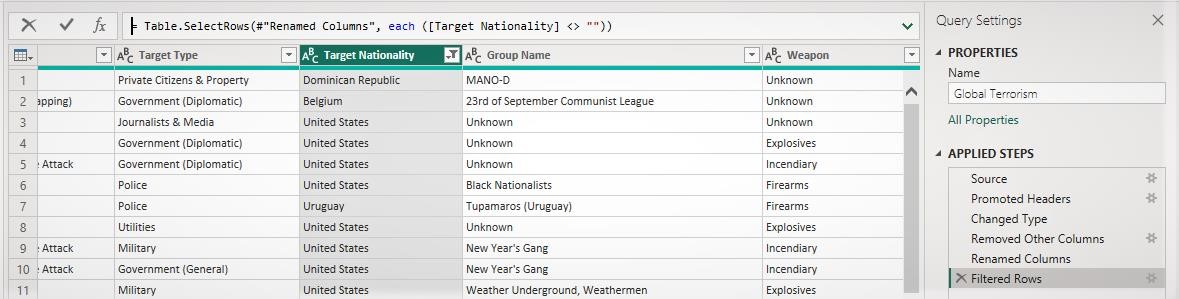 fx = Table.SelectRows(#"Renamed Columns", each ([Target Nationality] <> ""))
ABC Target Type ABC Target Nationality ABC Group Name ABC Weapon
1 Private Citizens & Property Dominican Republic MANO-D Unknown
2 apping) Government (Diplomatic) Belgium 23rd of September Communist League Unknown
3 Journalists & Media United States Unknown Unknown
4 Government (Diplomatic) United States Unknown Explosives
5 : Attack Government (Diplomatic) United States Unknown Incendiary
6 Police United States Black Nationalists Firearms
7 Police Uruguay Tupamaros (Uruguay) Firearms
8 Utilities United States Unknown Explosives
9 : Attack Military United States New Year's Gang Incendiary
10 e Attack Government (General) United States New Year's Gang Incendiary
11 Military United States Weather Underground, Weathermen Explosives
Query Settings
PROPERTIES
Name
Global Terrorism
All Properties
APPLIED STEPS
Source
Promoted Headers
Changed Type
Removed Other Columns
Renamed Columns
Filtered Rows